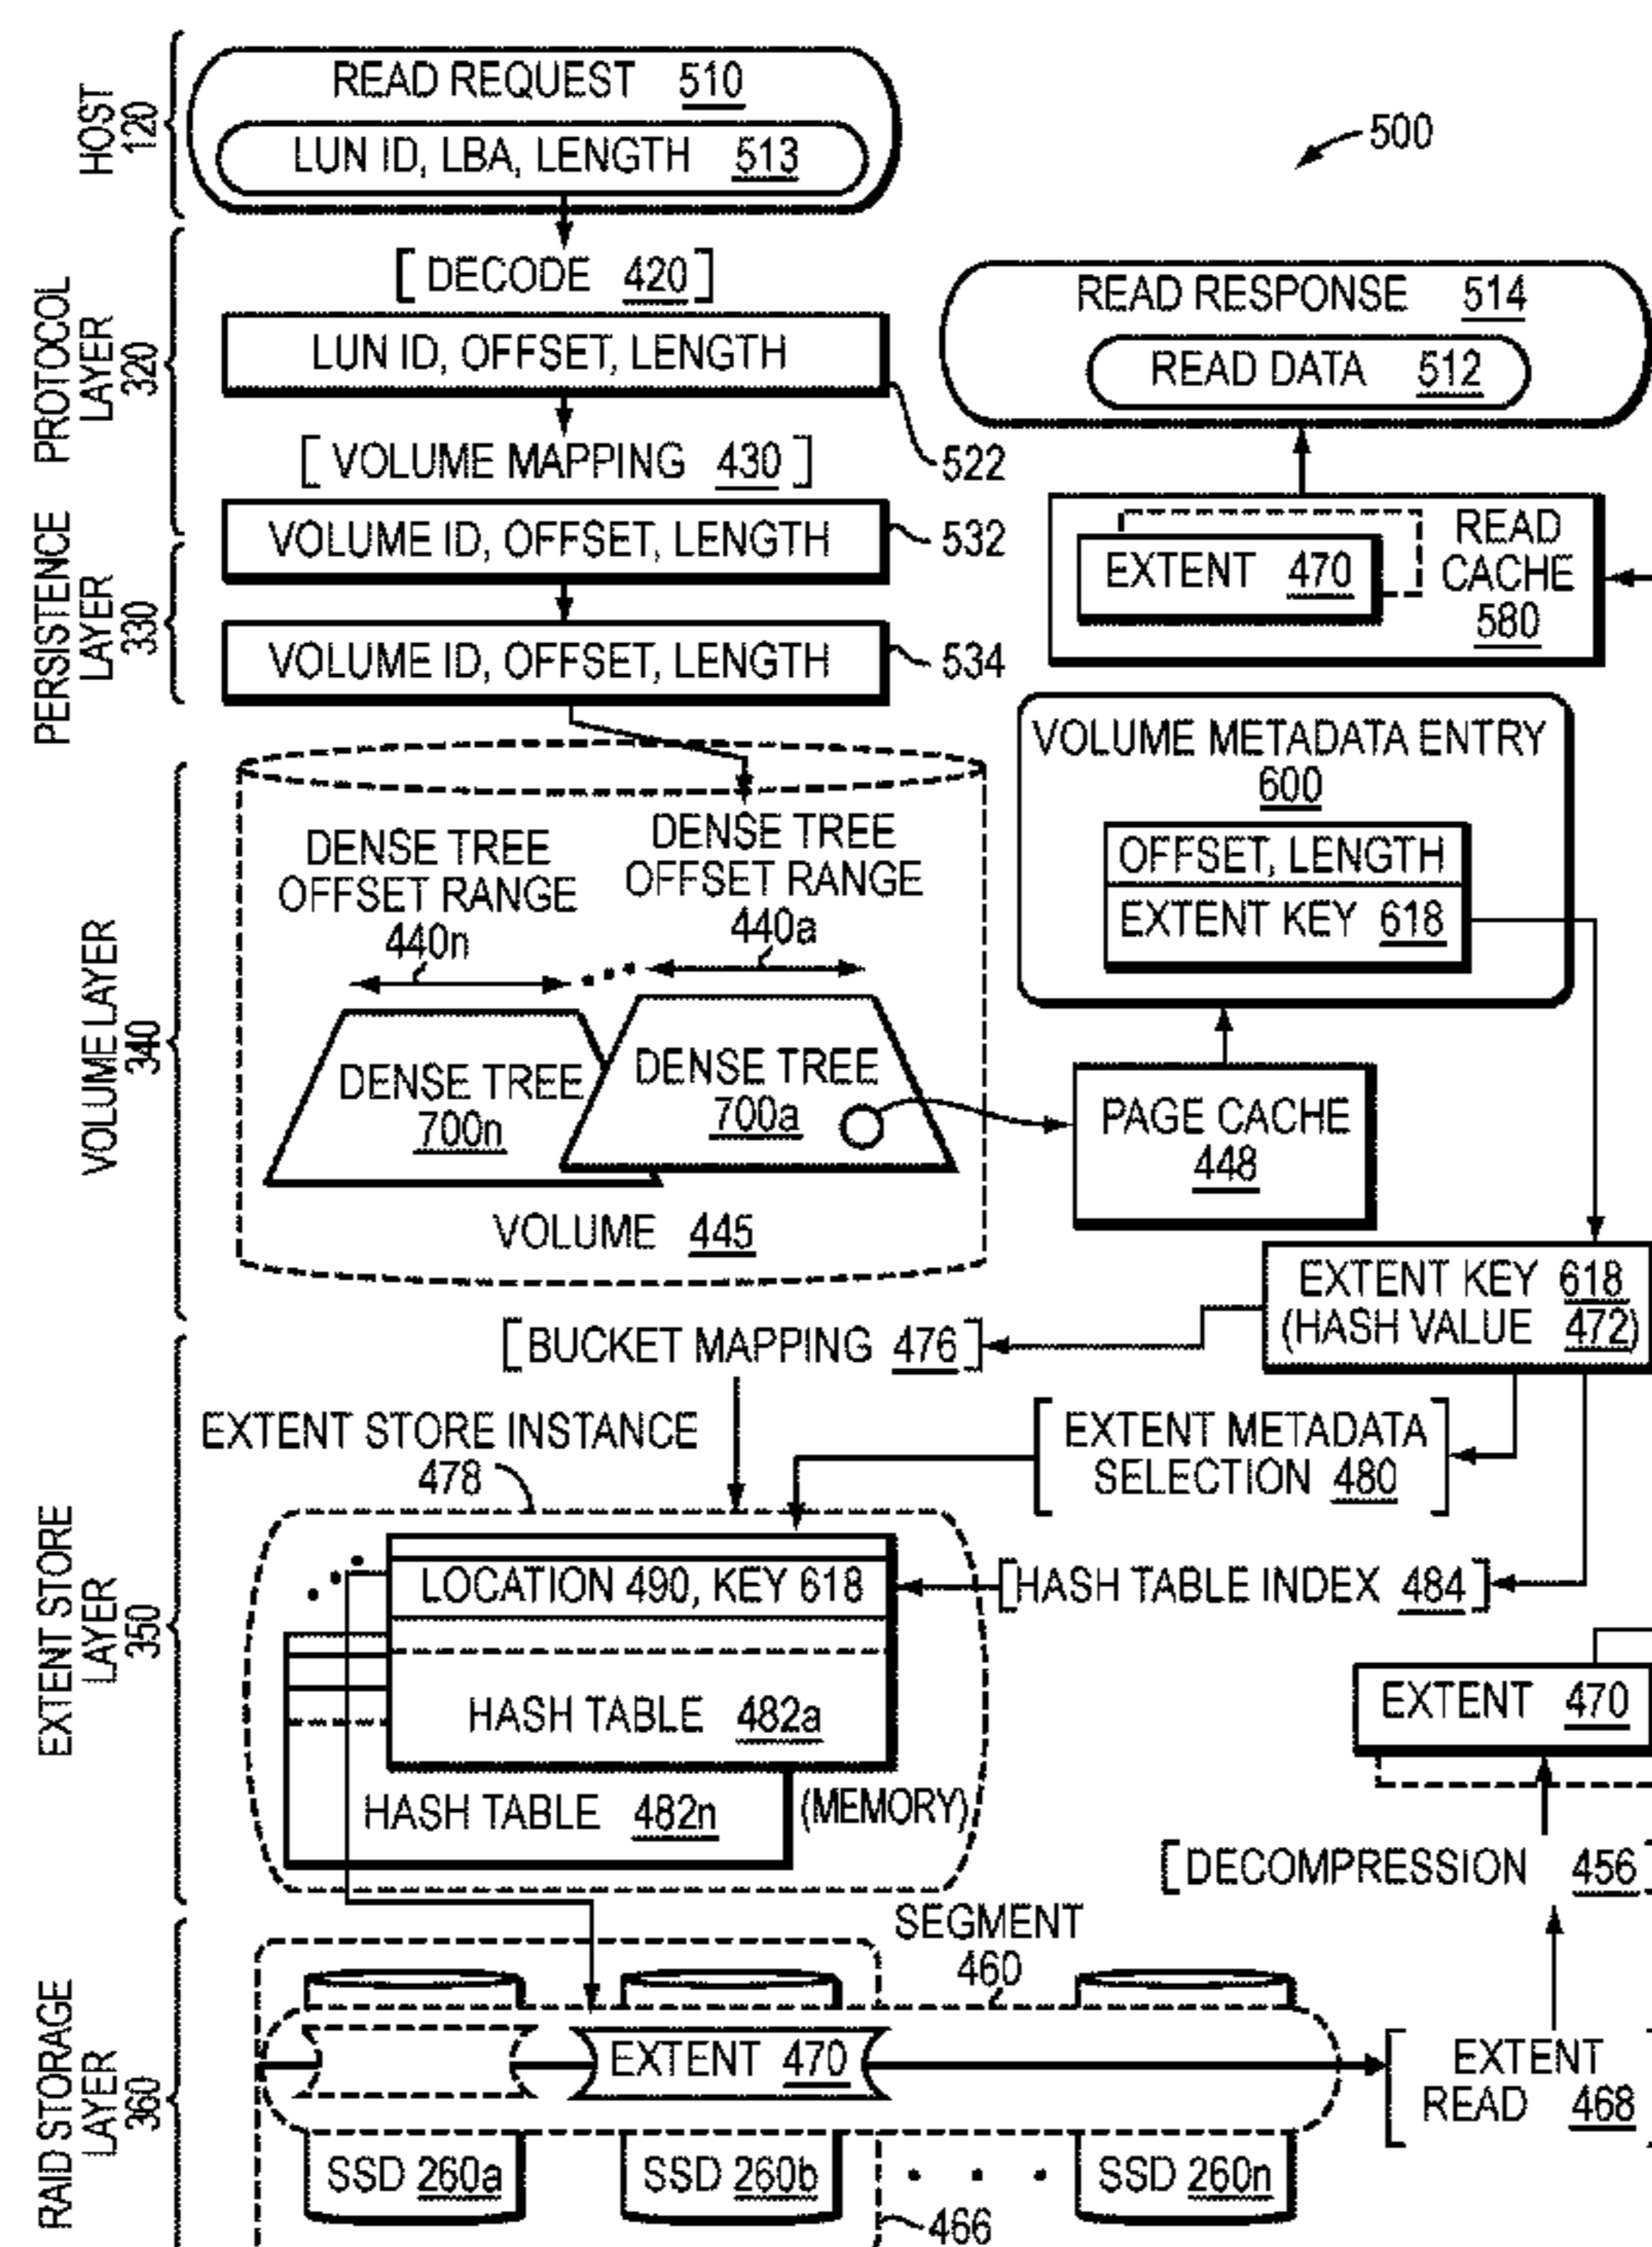 HOST
120
READ REQUEST 510
LUN ID, LBA, LENGTH 513
500
PROTOCOL
LAYER
320
[DECODE 420]
LUN ID, OFFSET, LENGTH
522
[VOLUME MAPPING 430]
VOLUME ID, OFFSET, LENGTH
532
READ RESPONSE 514
READ DATA 512
EXTENT 470
READ
CACHE
580
PERSISTENCE
LAYER
330
VOLUME ID, OFFSET, LENGTH
534
VOLUME LAYER
340
DENSE TREE
OFFSET RANGE
440n
DENSE TREE
OFFSET RANGE
440a
DENSE TREE
700n
DENSE TREE
700a
VOLUME 445
VOLUME METADATA ENTRY
600
OFFSET, LENGTH
EXTENT KEY 618
PAGE CACHE
448
EXTENT KEY 618
(HASH VALUE 472)
EXTENT STORE
LAYER
350
[BUCKET MAPPING 476]
EXTENT STORE INSTANCE
478
[EXTENT METADATA
SELECTION 480]
LOCATION 490, KEY 618
[HASH TABLE INDEX 484]
HASH TABLE 482a
HASH TABLE 482n
(MEMORY)
EXTENT 470
[DECOMPRESSION 456]
RAID STORAGE
LAYER
360
SEGMENT
460
EXTENT 470
[EXTENT
READ 468]
SSD 260a
SSD 260b
. . .
SSD 260n
466